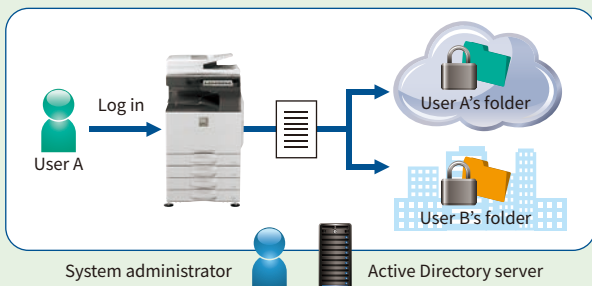 Log in
User A
User A's folder
User B's folder
System administrator
Active Directory server